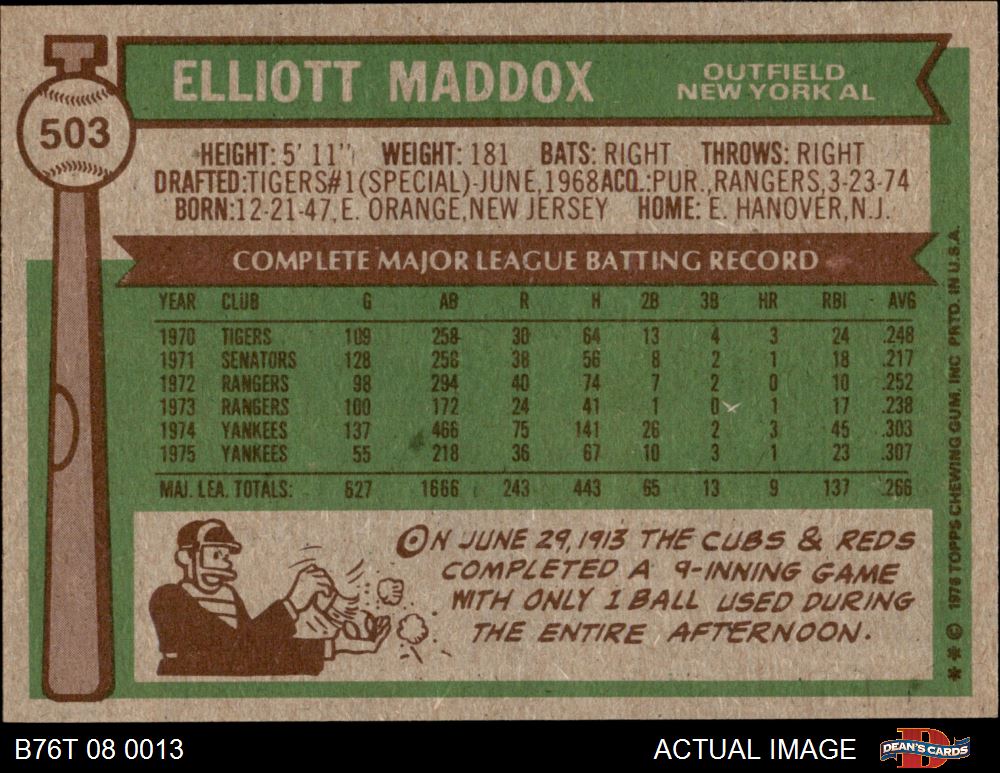 ELLIOTT MADDOX
OUTFIELD
NEW YORK AL
503
HEIGHT: 5' 11" WEIGHT: 181 BATS: RIGHT THROWS: RIGHT
DRAFTED:TIGERS#1(SPECIAL)-JUNE,1968 ACQ.:PUR.,RANGERS,3-23-74
BORN:12-21-47,E. ORANGE,NEW JERSEY HOME: E. HANOVER,N.J.
COMPLETE MAJOR LEAGUE BATTING RECORD
YEAR CLUB G AB R H 2B 3B HR RBI AVG
1970 TIGERS 109 258 30 64 13 4 3 24 .248
1971 SENATORS 128 258 38 56 8 2 1 18 .217
1972 RANGERS 98 294 40 74 7 2 0 10 .252
1973 RANGERS 100 172 24 41 1 0 1 17 .238
1974 YANKEES 137 466 75 141 26 2 3 45 .303
1975 YANKEES 55 218 36 67 10 3 1 23 .307
MAJ. LEA. TOTALS: 627 1666 243 443 65 13 9 137 .266
ON JUNE 29, 1913 THE CUBS & REDS
COMPLETED A 9-INNING GAME
WITH ONLY 1 BALL USED DURING
THE ENTIRE AFTERNOON.
** © 1976 TOPPS CHEWING GUM, INC PRTD. IN U.S.A.
B76T 08 0013
ACTUAL IMAGE
DEAN'S CARDS